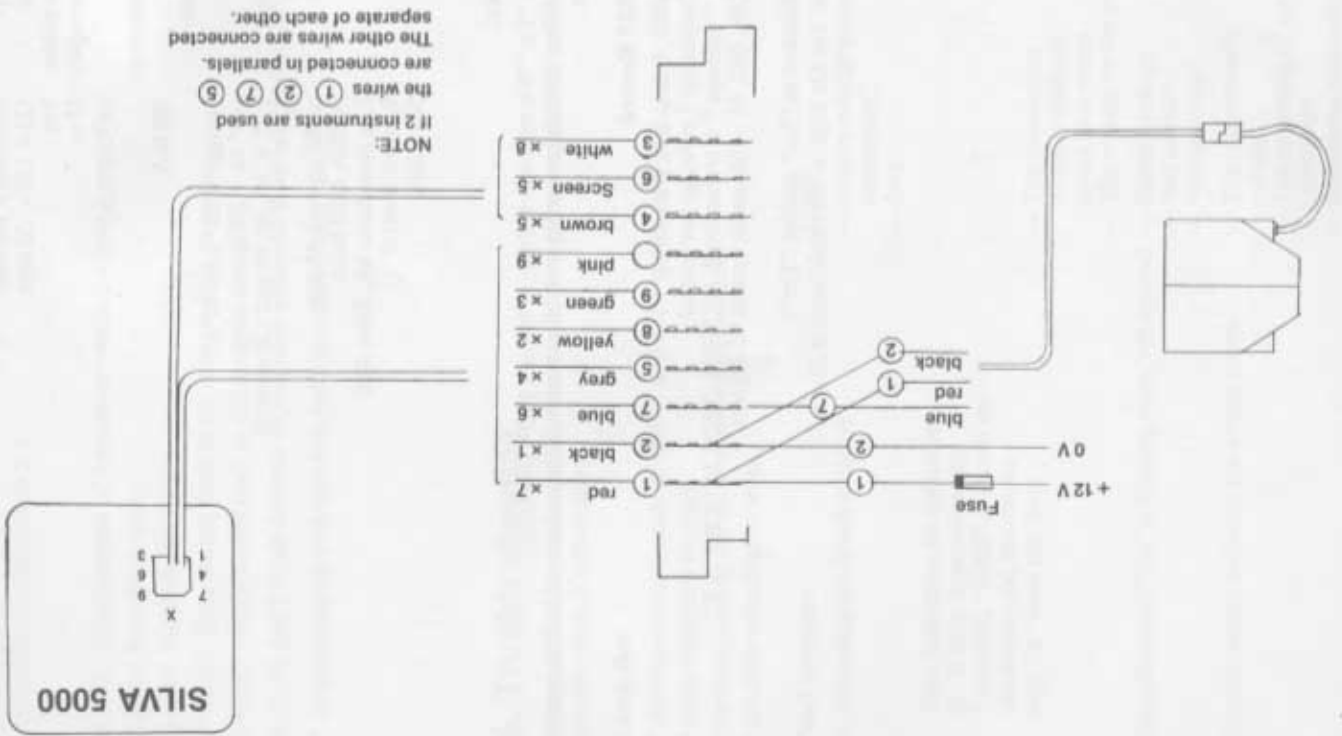 SILVA 5000
X
7 9
4 6
1 3
Fuse
+ 12 V 1 1 red × 7
0 V 2 2 black × 1
blue 7 7 blue × 6
red 1
black 2
5 grey × 4
8 yellow × 2
9 green × 3
pink × 9
4 brown × 5
6 Screen × 5
3 white × 8
NOTE:
If 2 instruments are used
the wires 1 2 7 5
are connected in parallels.
The other wires are connected
separate of each other.